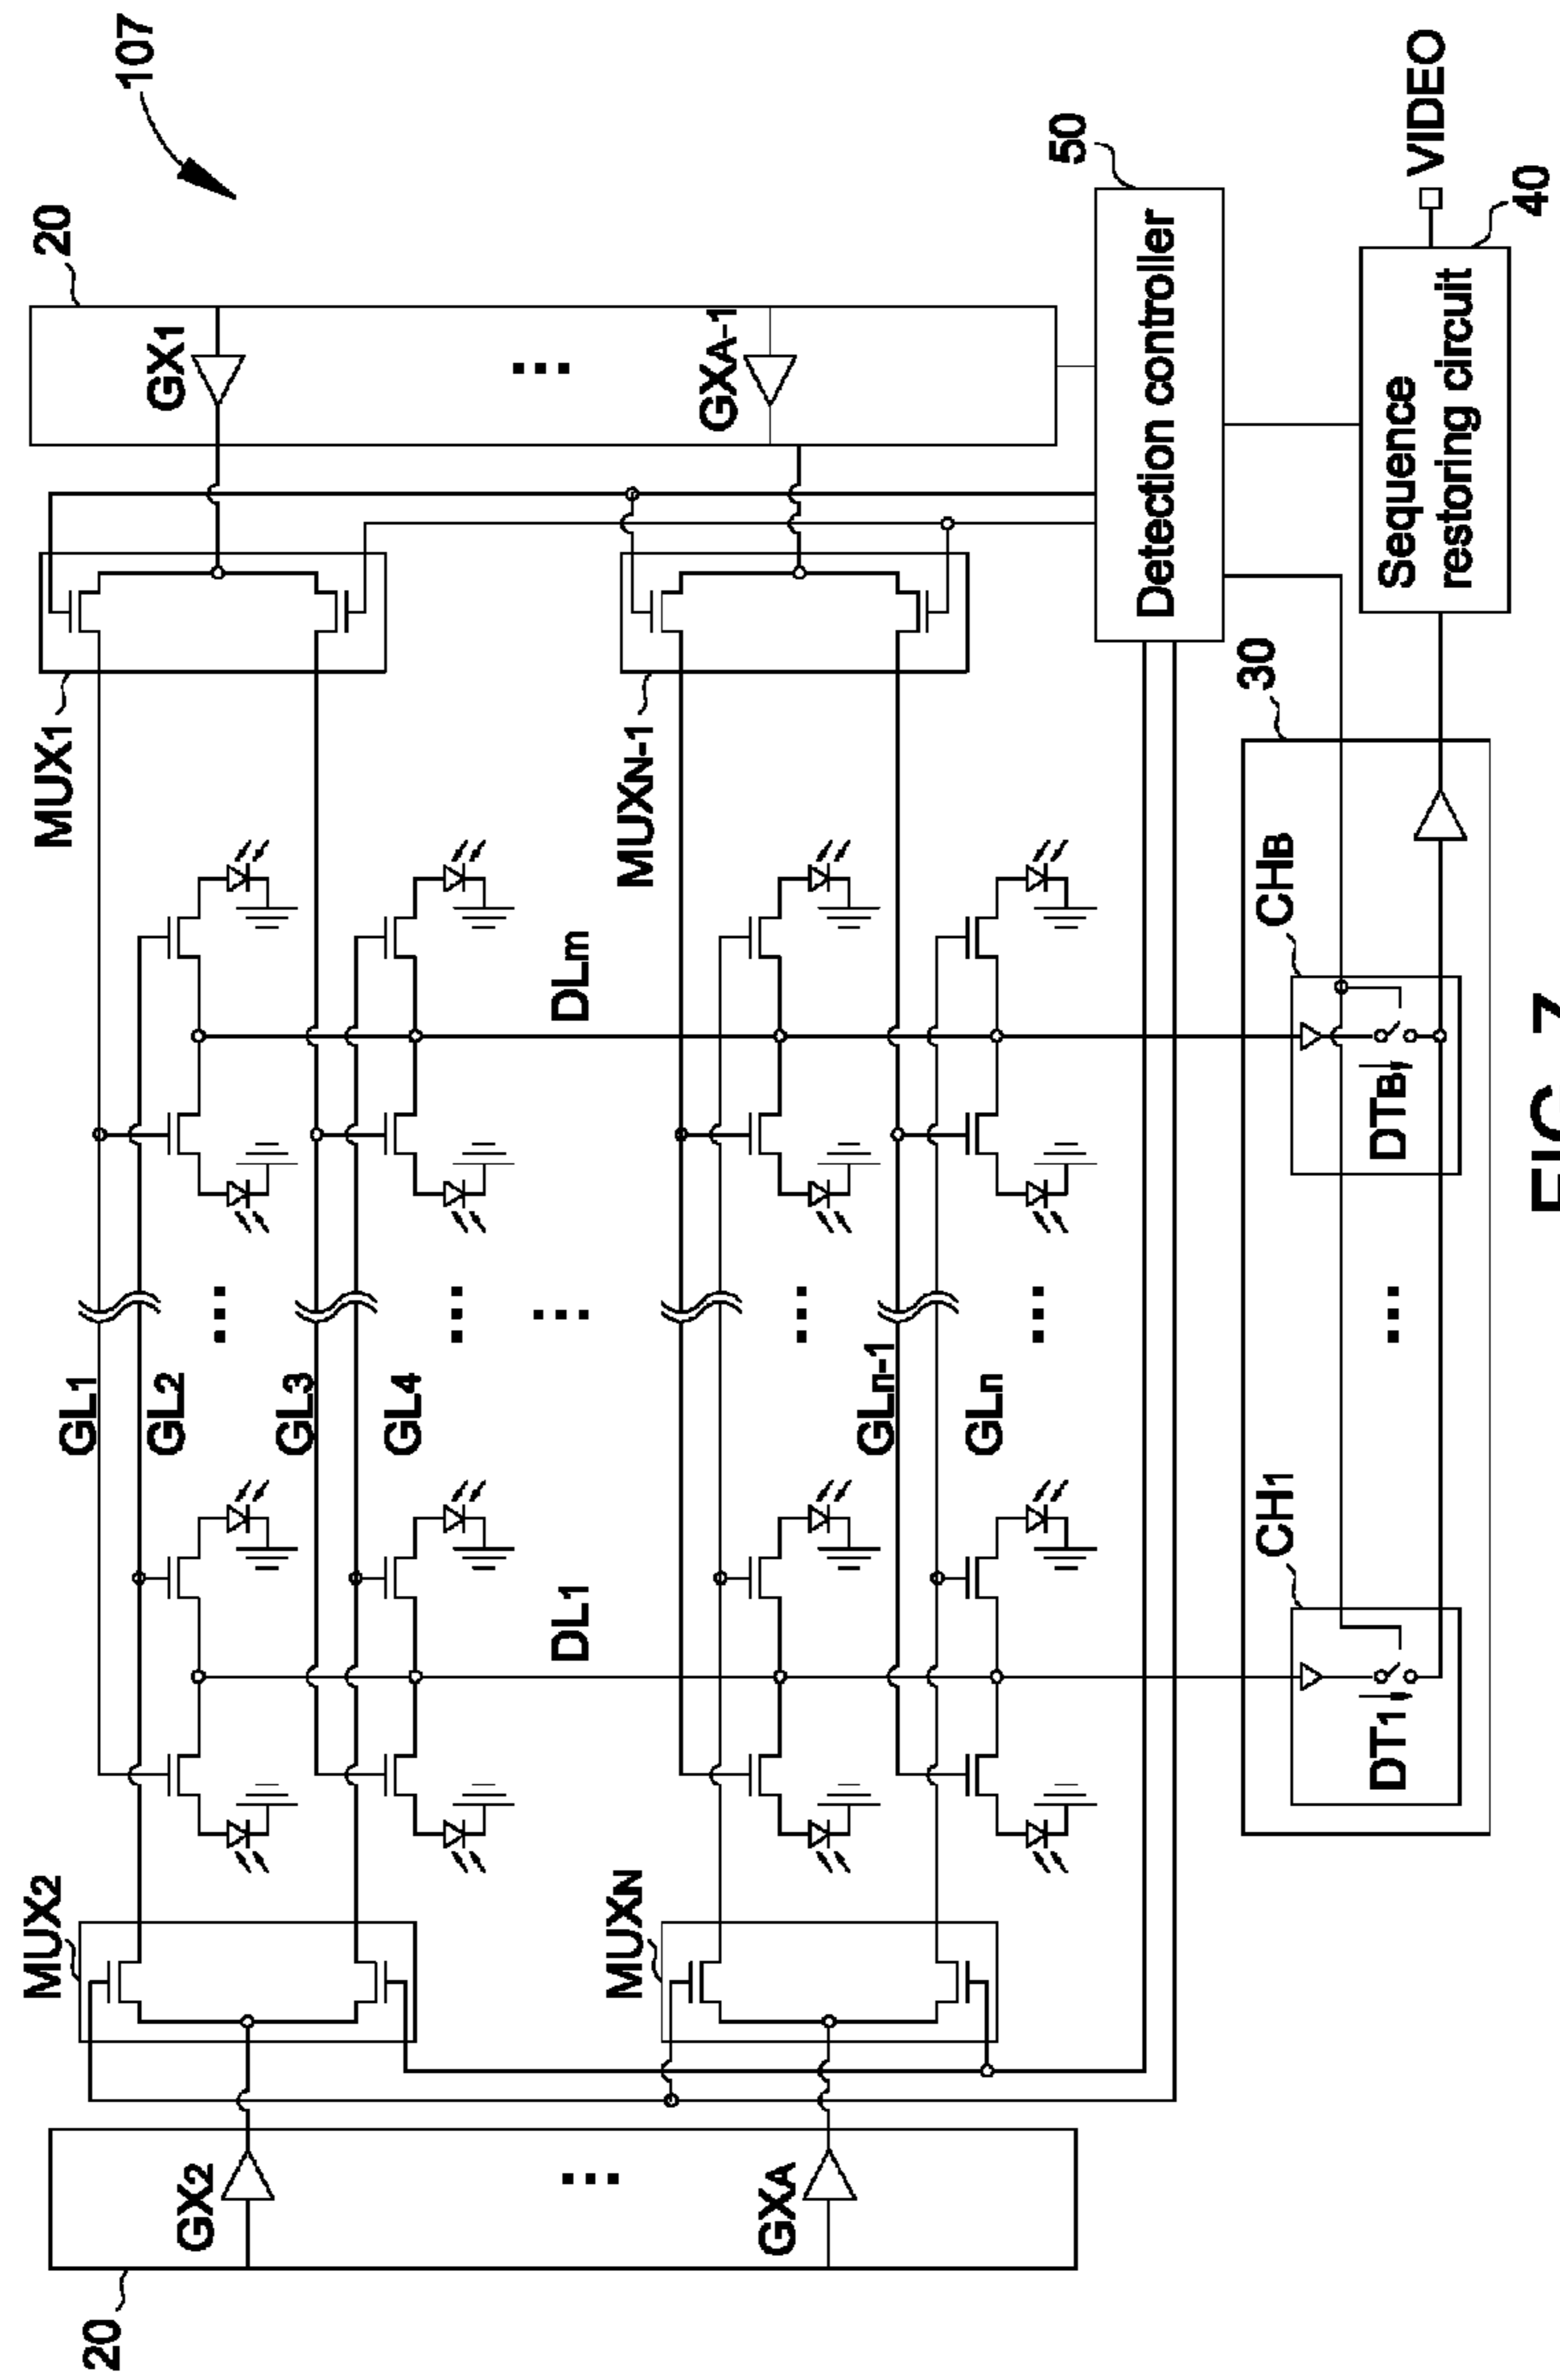 107
20
GX1
GXA-1
50
Detection controller
VIDEO
40
Sequence
restoring circuit
MUX1
MUXN-1
30
CHB
DTB
DLm
GL1
GL2
GL3
GL4
GLn-1
GLn
DL1
CH1
DT1
MUX2
MUXN
GX2
GXA
20